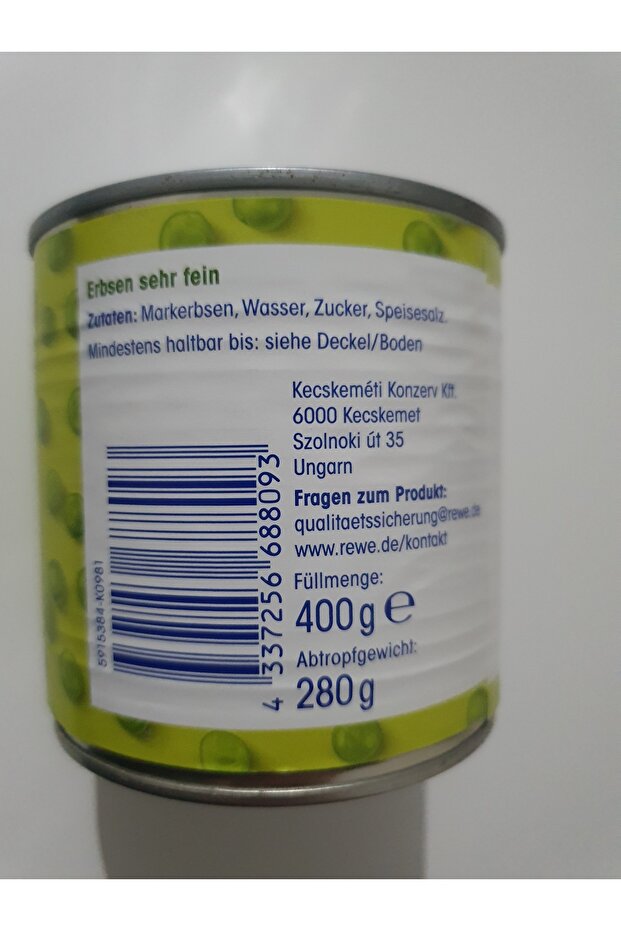 Erbsen sehr fein
Zutaten: Markerbsen, Wasser, Zucker, Speisesalz.
Mindestens haltbar bis: siehe Deckel/Boden
Kecskeméti Konzerv Kft.
6000 Kecskemet
Szolnoki út 35
Ungarn
Fragen zum Produkt:
qualitaetssicherung@rewe.de
www.rewe.de/kontakt
Füllmenge:
400 g e
Abtropfgewicht:
280 g
4 337256 688093
5915384-K0981